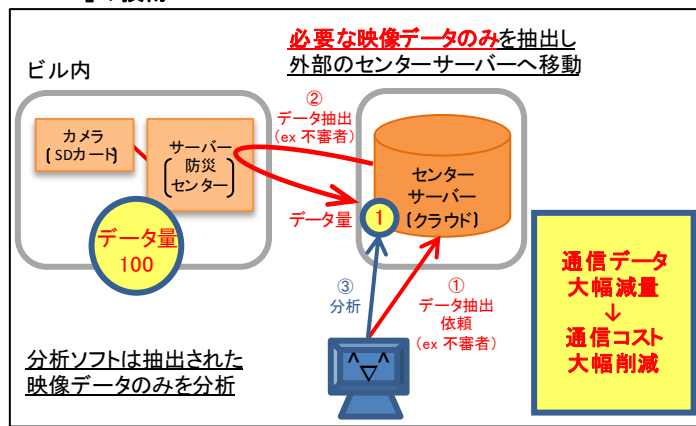 必要な映像データのみを抽出し
外部のセンターサーバーへ移動
ビル内
カメラ
(SDカード)
サーバー
防災
センター
データ量
100
②
データ抽出
(ex 不審者)
センター
サーバー
(クラウド)
データ量
1
③
分析
①
データ抽出
依頼
(ex 不審者)
通信データ
大幅減量
↓
通信コスト
大幅削減
分析ソフトは抽出された
映像データのみを分析